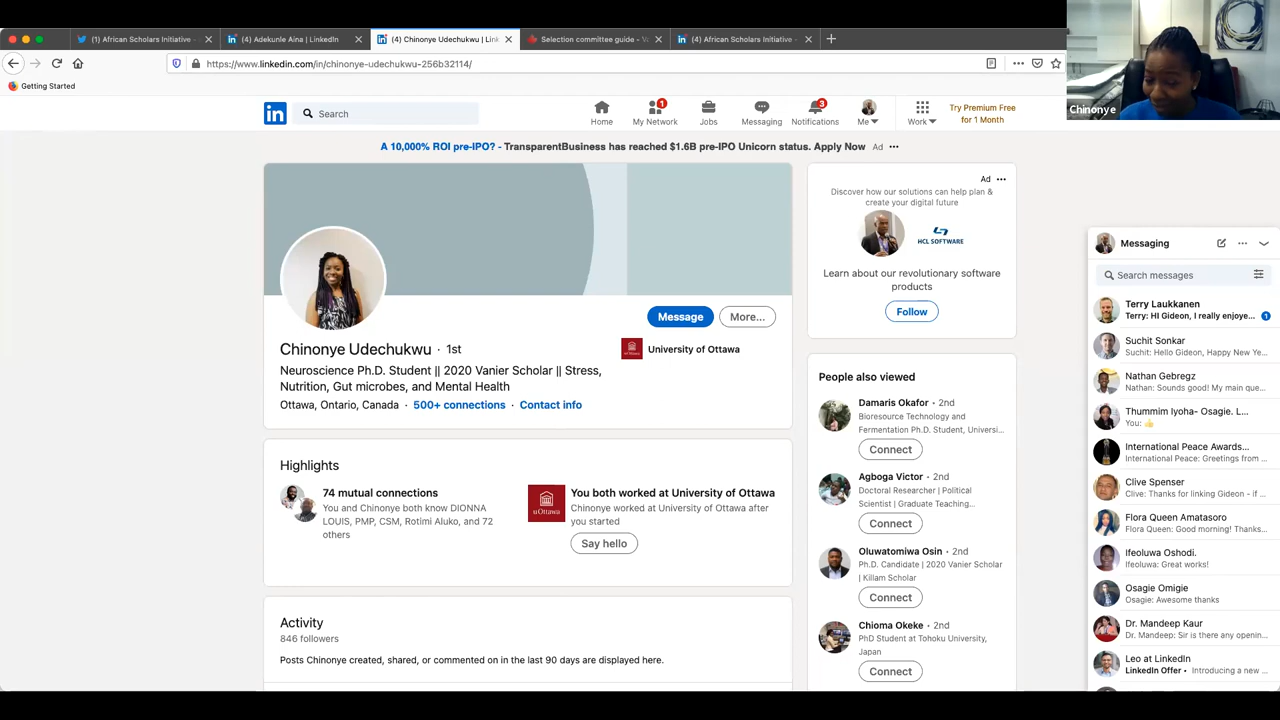 (1) African Scholars Initiative -
(4) Adekunle Aina | LinkedIn
(4) Chinonye Udechukwu | Link
Selection committee guide - Va
(4) African Scholars Initiative -
https://www.linkedin.com/in/chinonye-udechukwu-256b32114/
Getting Started
Chinonye
in
Search
Home
1
My Network
Jobs
Messaging
3
Notifications
Me
Work
Try Premium Free
for 1 Month
A 10,000% ROI pre-IPO? - TransparentBusiness has reached $1.6B pre-IPO Unicorn status. Apply Now Ad ...
Message
More...
Chinonye Udechukwu · 1st
University of Ottawa
Neuroscience Ph.D. Student || 2020 Vanier Scholar || Stress,
Nutrition, Gut microbes, and Mental Health
Ottawa, Ontario, Canada · 500+ connections · Contact info
Highlights
74 mutual connections
You and Chinonye both know DIONNA
LOUIS, PMP, CSM, Rotimi Aluko, and 72
others
uOttawa
You both worked at University of Ottawa
Chinonye worked at University of Ottawa after
you started
Say hello
Activity
846 followers
Posts Chinonye created, shared, or commented on in the last 90 days are displayed here.
Ad ...
Discover how our solutions can help plan &
create your digital future
HCL SOFTWARE
Learn about our revolutionary software
products
Follow
People also viewed
Damaris Okafor · 2nd
Bioresource Technology and
Fermentation Ph.D. Student, Universi...
Connect
Agboga Victor · 2nd
Doctoral Researcher | Political
Scientist | Graduate Teaching...
Connect
Oluwatomiwa Osin · 2nd
Ph.D. Candidate | 2020 Vanier Scholar
| Killam Scholar
Connect
Chioma Okeke · 2nd
PhD Student at Tohoku University,
Japan
Connect
Messaging
Search messages
Terry Laukkanen
Terry: HI Gideon, I really enjoye...
1
Suchit Sonkar
Suchit: Hello Gideon, Happy New Ye...
Nathan Gebregz
Nathan: Sounds good! My main que...
Thummim Iyoha- Osagie. L...
You: 👍
International Peace Awards...
International Peace: Greetings from ...
Clive Spenser
Clive: Thanks for linking Gideon - if ...
Flora Queen Amatasoro
Flora Queen: Good morning! Thanks...
Ifeoluwa Oshodi.
Ifeoluwa: Great works!
Osagie Omigie
Osagie: Awesome thanks
Dr. Mandeep Kaur
Dr. Mandeep: Sir is there any openin...
Leo at LinkedIn
LinkedIn Offer • Introducing a new ...